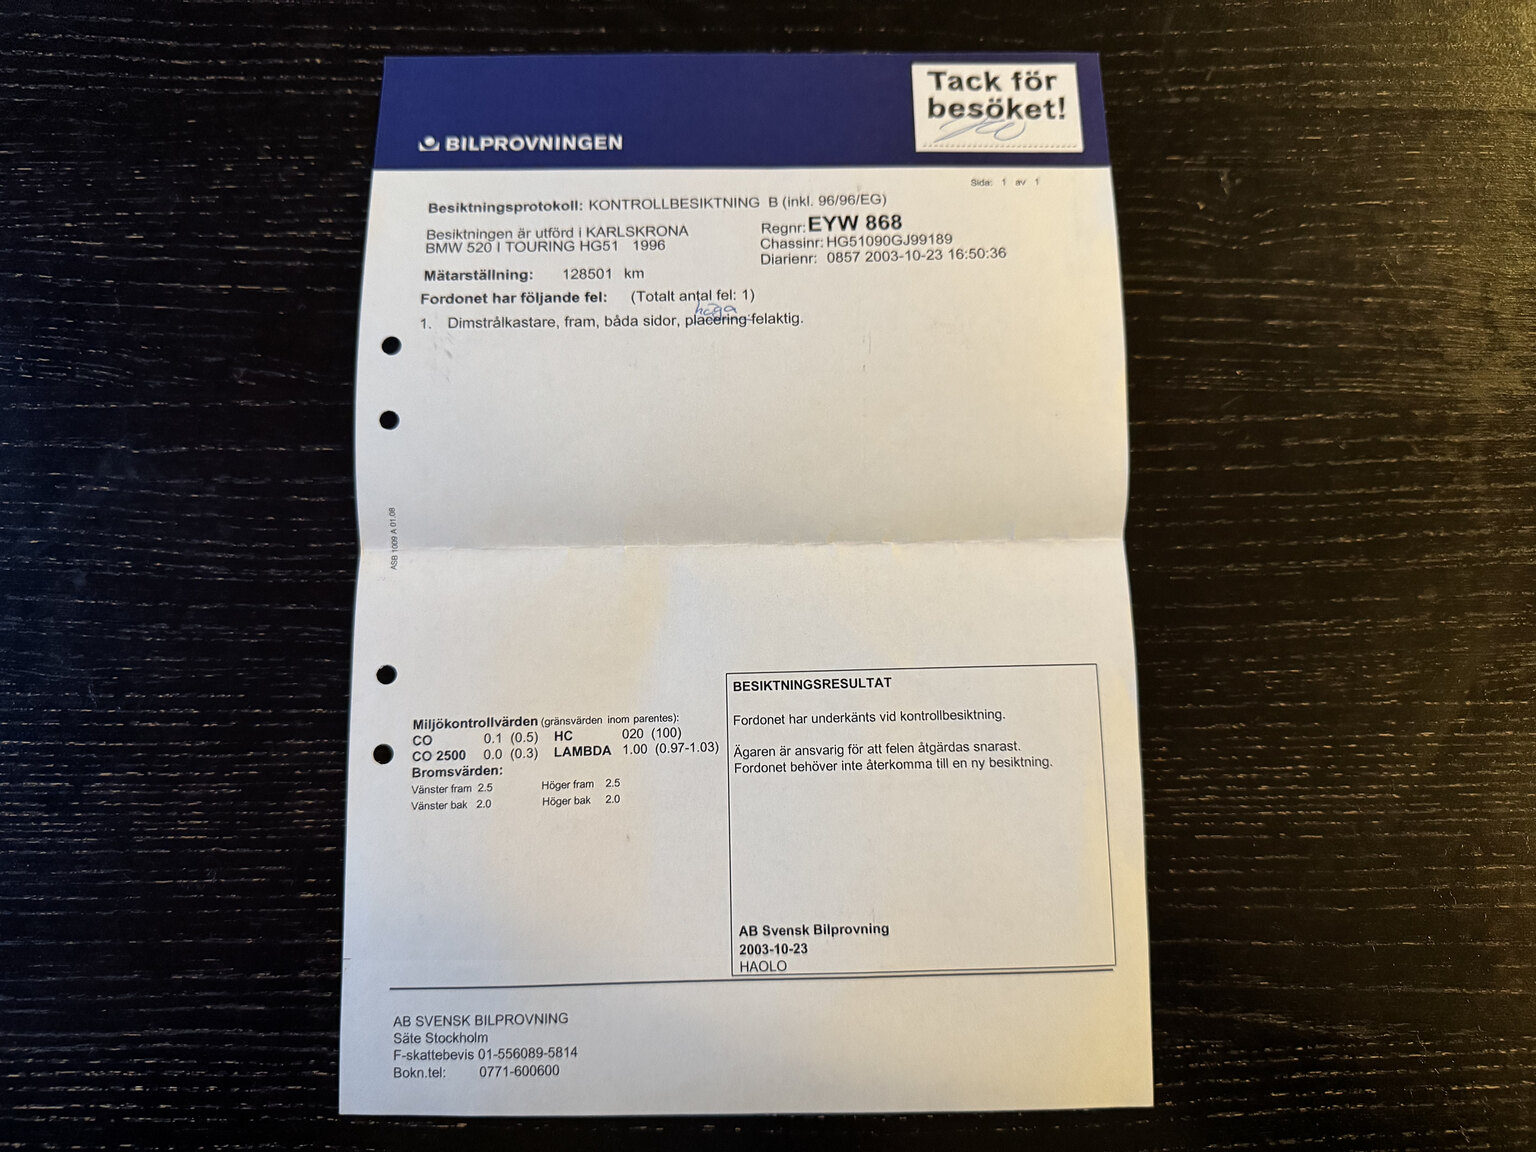 Tack för
besöket!
BILPROVNINGEN
Sida: 1 av 1
Besiktningsprotokoll: KONTROLLBESIKTNING B (inkl. 96/96/EG)
Besiktningen är utförd i KARLSKRONA
BMW 520 I TOURING HG51 1996
Regnr: EYW 868
Chassinr: HG51090GJ99189
Diarienr: 0857 2003-10-23 16:50:36
Mätarställning: 128501 km
Fordonet har följande fel: (Totalt antal fel: 1)
höga
1. Dimstrålkastare, fram, båda sidor, placering felaktig.
ASB 1009 A 01.08
Miljökontrollvärden (gränsvärden inom parentes):
CO 0.1 (0.5) HC 020 (100)
CO 2500 0.0 (0.3) LAMBDA 1.00 (0.97-1.03)
Bromsvärden:
Vänster fram 2.5 Höger fram 2.5
Vänster bak 2.0 Höger bak 2.0
BESIKTNINGSRESULTAT
Fordonet har underkänts vid kontrollbesiktning.
Ägaren är ansvarig för att felen åtgärdas snarast.
Fordonet behöver inte återkomma till en ny besiktning.
AB Svensk Bilprovning
2003-10-23
HAOLO
AB SVENSK BILPROVNING
Säte Stockholm
F-skattebevis 01-556089-5814
Bokn.tel: 0771-600600